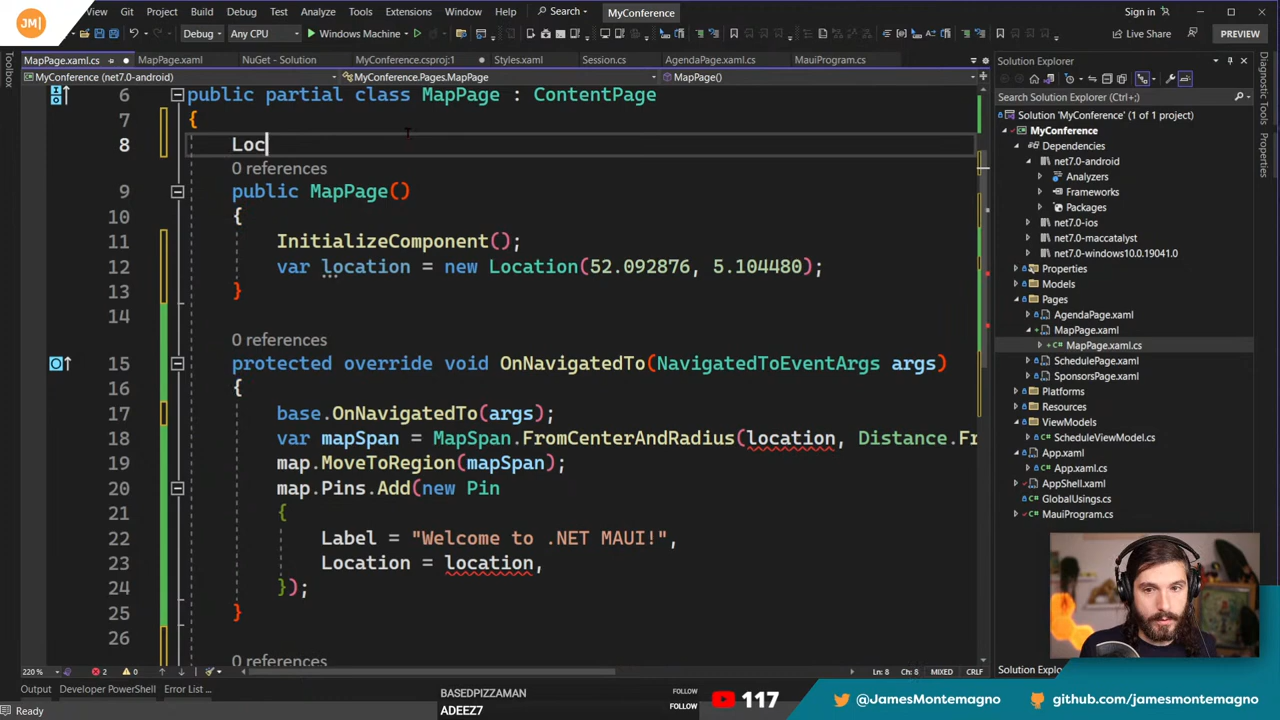 JM|
View
Git
Project
Build
Debug
Test
Analyze
Tools
Extensions
Window
Help
Search
MyConference
Sign in
Debug
Any CPU
Windows Machine
Live Share
PREVIEW
MapPage.xaml.cs
MapPage.xaml
NuGet - Solution
MyConference.csproj:1
Styles.xaml
Session.cs
AgendaPage.xaml
MauiProgram.cs
MyConference (net7.0-android)
MyConference.Pages.MapPage
MapPage()
Toolbox
6 public partial class MapPage : ContentPage
7 {
8 Loc
0 references
9 public MapPage()
10 {
11 InitializeComponent();
12 var location = new Location(52.092876, 5.104480);
13 }
14
0 references
15 protected override void OnNavigatedTo(NavigatedToEventArgs args)
16 {
17 base.OnNavigatedTo(args);
18 var mapSpan = MapSpan.FromCenterAndRadius(location, Distance.Fr
19 map.MoveToRegion(mapSpan);
20 map.Pins.Add(new Pin
21 {
22 Label = "Welcome to .NET MAUI!",
23 Location = location,
24 });
25 }
26
0 references
220 %
2
0
Ln: 8
Ch: 8
MIXED
CRLF
Output
Developer PowerShell
Error List ...
Ready
Solution Explorer
Search Solution Explorer (Ctrl+;)
Solution 'MyConference' (1 of 1 project)
MyConference
Dependencies
net7.0-android
Analyzers
Frameworks
Packages
net7.0-ios
net7.0-maccatalyst
net7.0-windows10.0.19041.0
Properties
Models
Pages
AgendaPage.xaml
MapPage.xaml
MapPage.xaml.cs
SchedulePage.xaml
SponsorsPage.xaml
Platforms
Resources
ViewModels
ScheduleViewModel.cs
App.xaml
App.xaml.cs
AppShell.xaml
GlobalUsings.cs
MauiProgram.cs
Solution Explo
Diagnostic Tools
Properties
BASEDPIZZAMAN
ADEEZ7
FOLLOW
FOLLOW
117
@JamesMontemagno
github.com/jamesmontemagno